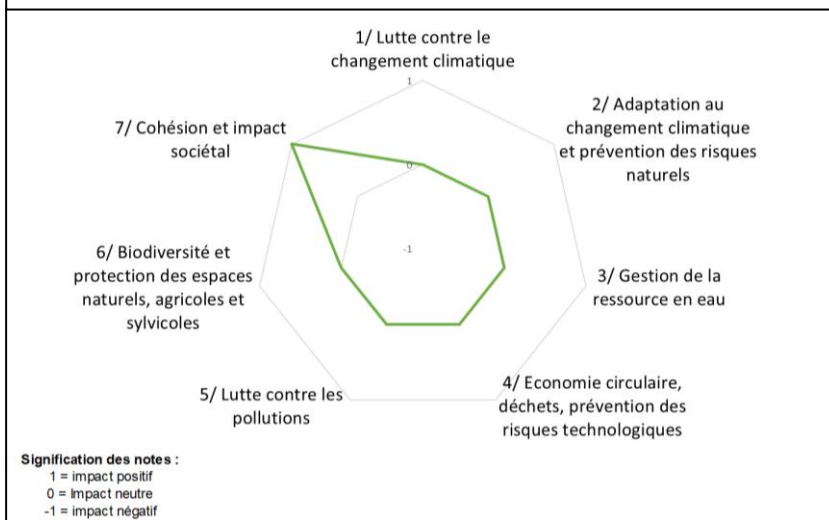 1/ Lutte contre le
changement climatique
1
2/ Adaptation au
changement climatique
et prévention des risques
naturels
7/ Cohésion et impact
sociétal
0
6/ Biodiversité et
protection des espaces
naturels, agricoles et
sylvicoles
-1
3/ Gestion de la
ressource en eau
5/ Lutte contre les
pollutions
4/ Economie circulaire,
déchets, prévention des
risques technologiques
Signification des notes :
1 = impact positif
0 = Impact neutre
-1 = impact négatif